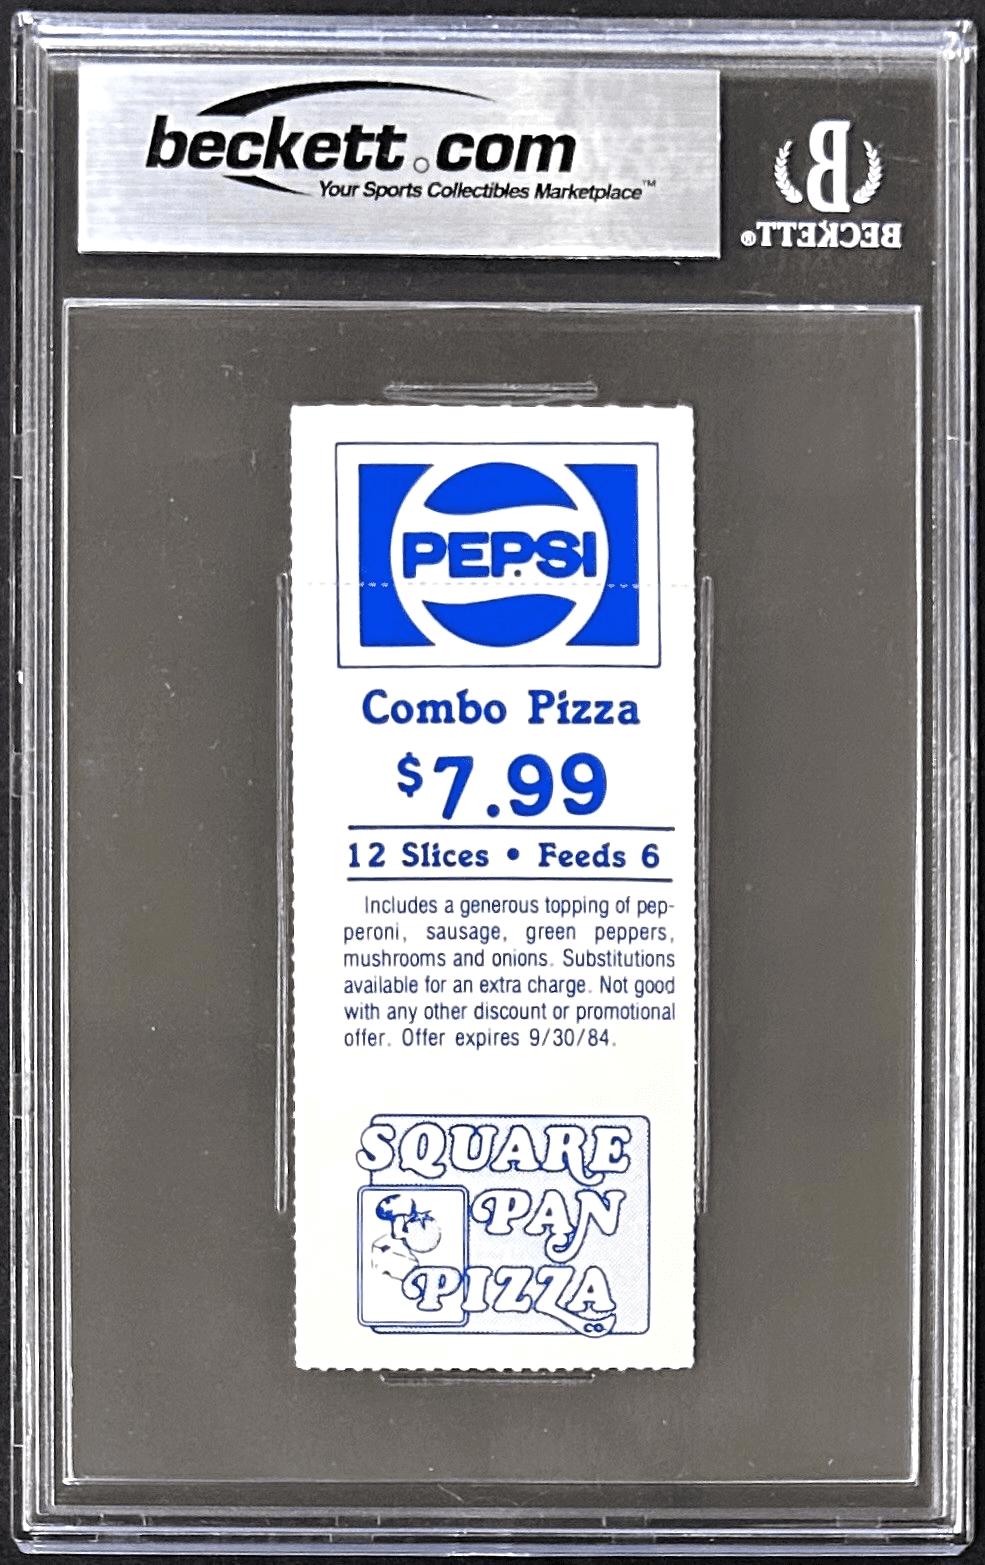 beckett.com
Your Sports Collectibles Marketplace™
B
BECKETT®
PEPSI
Combo Pizza
$7.99
12 Slices • Feeds 6
Includes a generous topping of pep-
peroni, sausage, green peppers,
mushrooms and onions. Substitutions
available for an extra charge. Not good
with any other discount or promotional
offer. Offer expires 9/30/84.
SQUARE
PAN
PIZZA
CO.